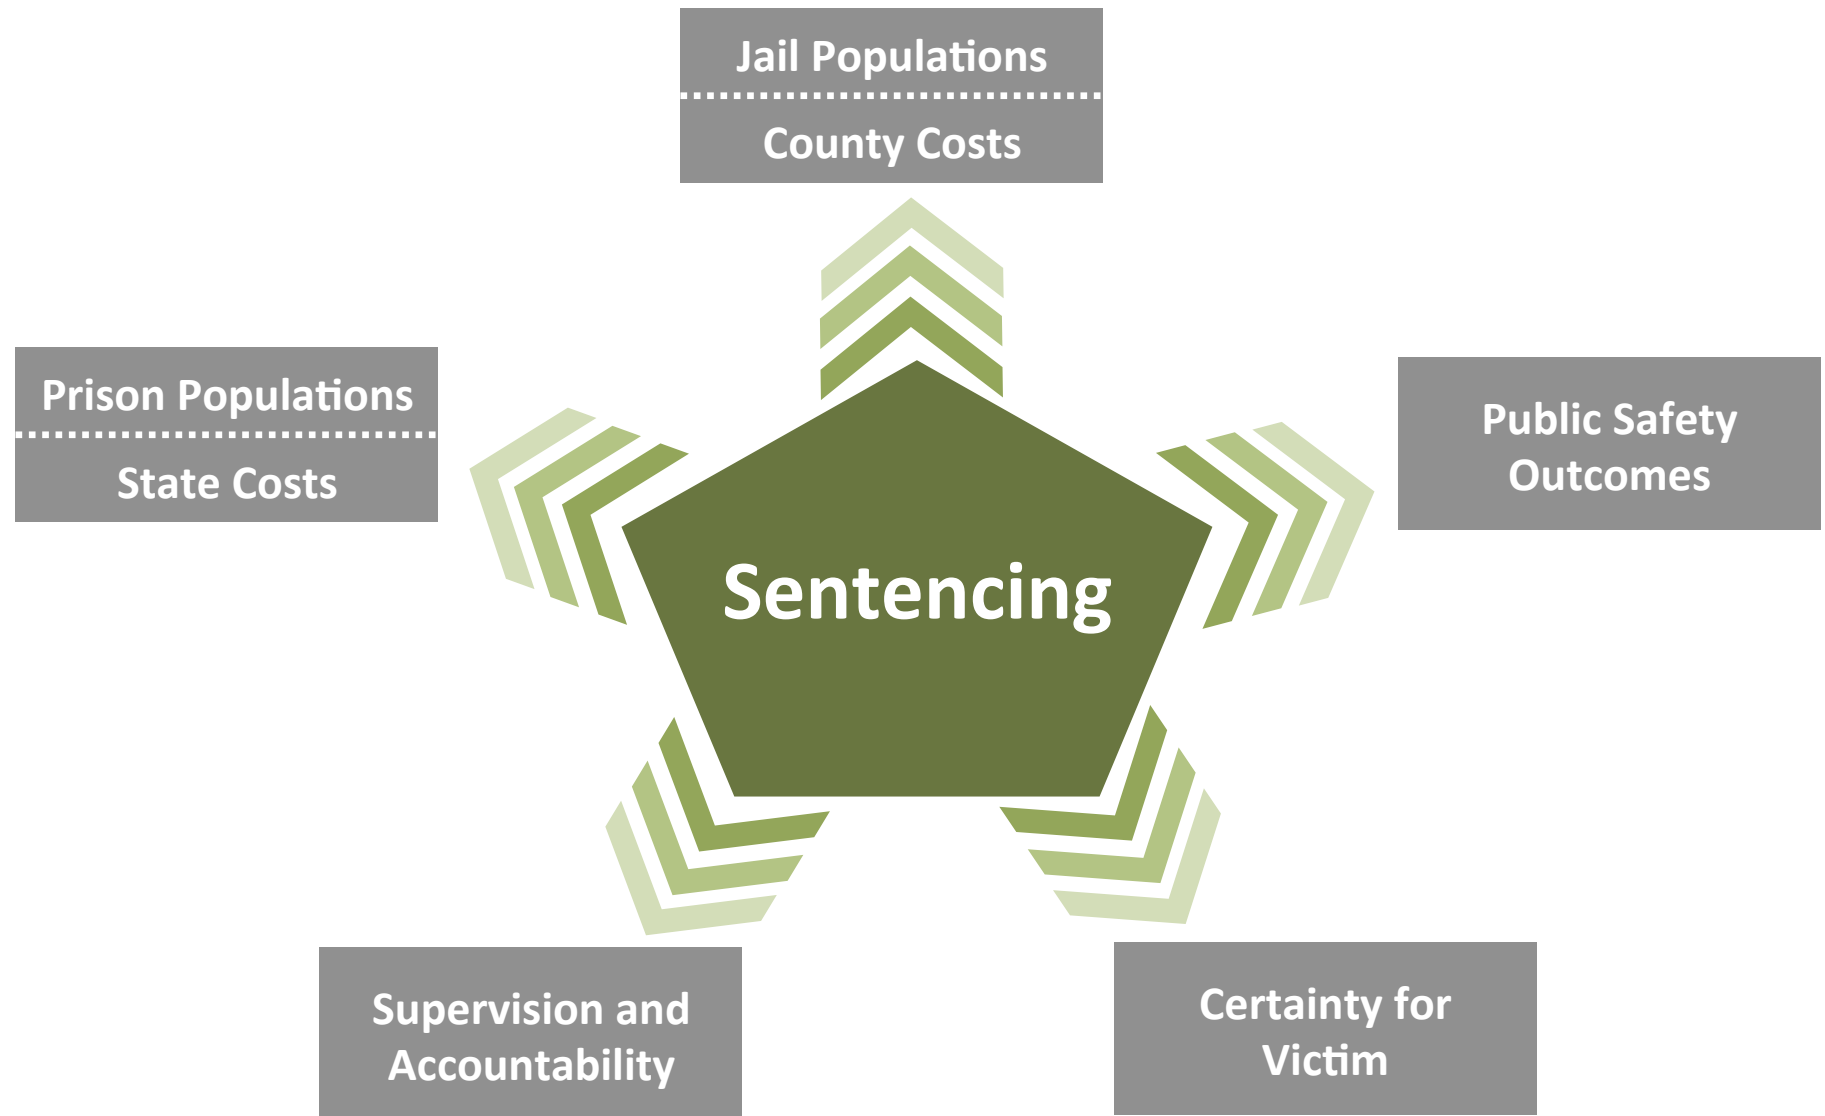 Jail Populations
County Costs
Prison Populations
State Costs
Public Safety
Outcomes
Sentencing
Supervision and
Accountability
Certainty for
Victim